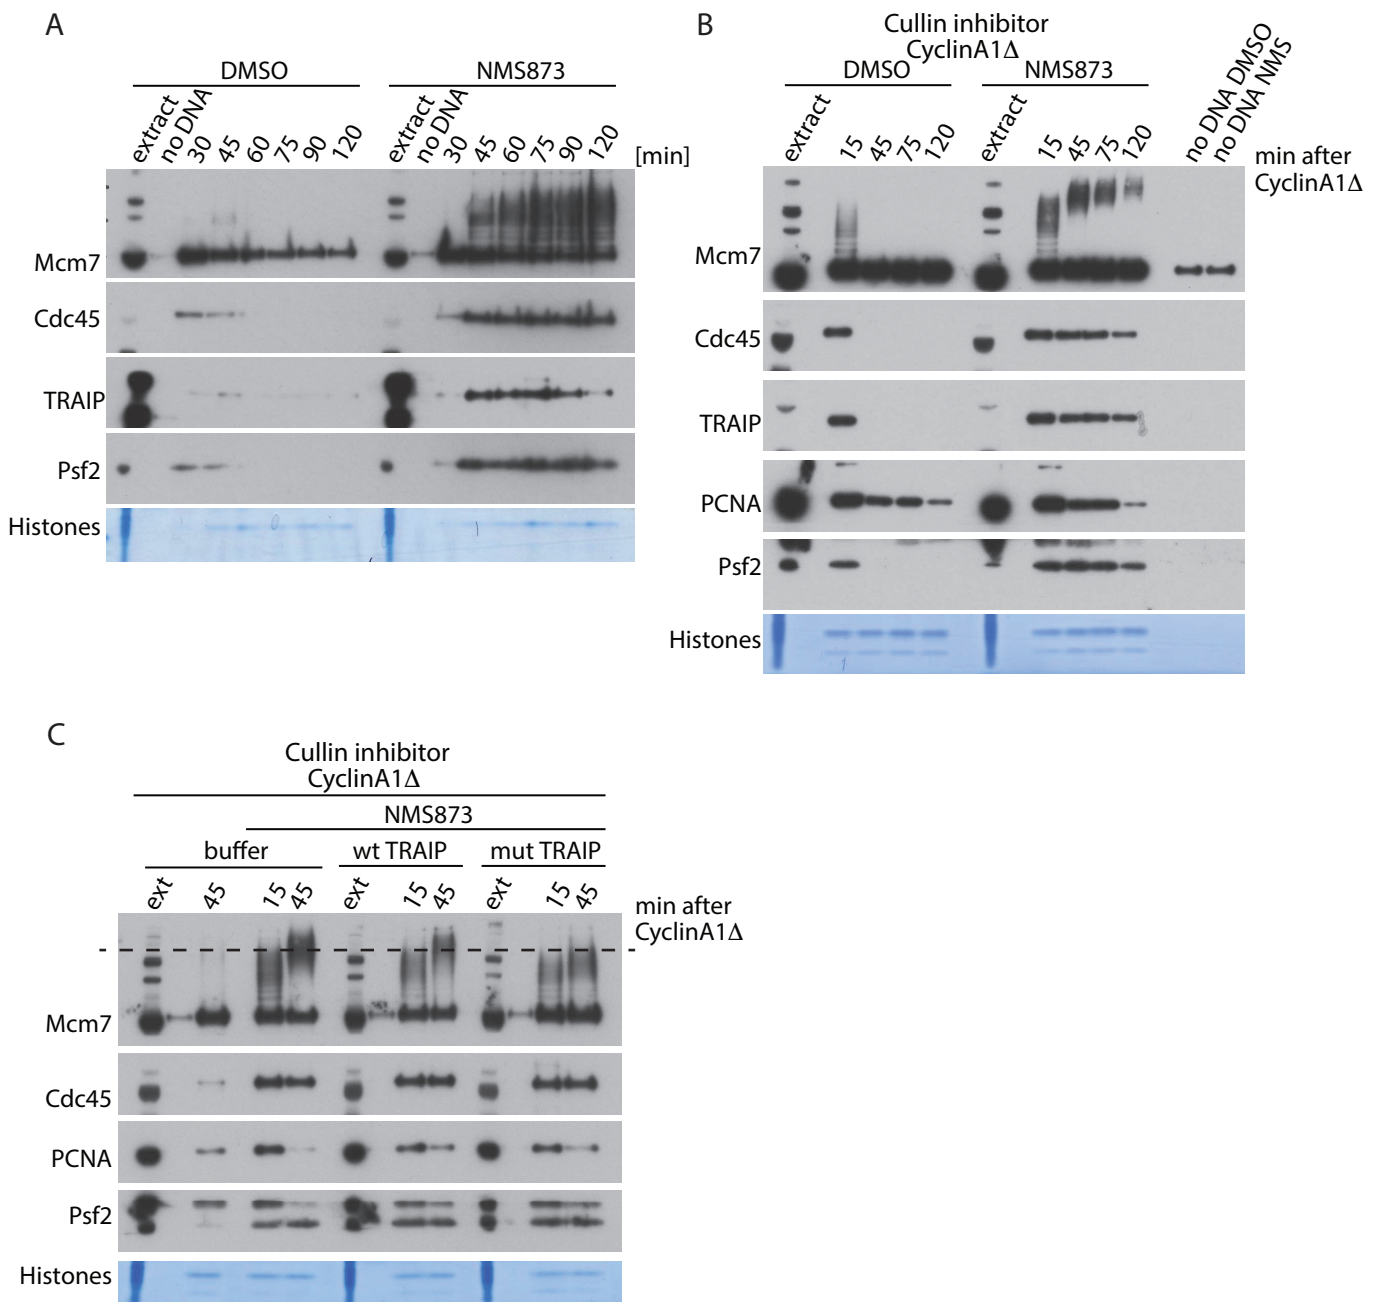 A
DMSO
NMS873
extract
no DNA
30
45
60
75
90
120
extract
no DNA
30
45
60
75
90
120
[min]
Mcm7
Cdc45
TRAIP
Psf2
Histones
B
Cullin inhibitor
CyclinA1Δ
DMSO
NMS873
extract
15
45
75
120
extract
15
45
75
120
no DNA DMSO
no DNA NMS
min after
CyclinA1Δ
Mcm7
Cdc45
TRAIP
PCNA
Psf2
Histones
C
Cullin inhibitor
CyclinA1Δ
NMS873
buffer
wt TRAIP
mut TRAIP
ext
45
15
45
ext
15
45
ext
15
45
min after
CyclinA1Δ
Mcm7
Cdc45
PCNA
Psf2
Histones